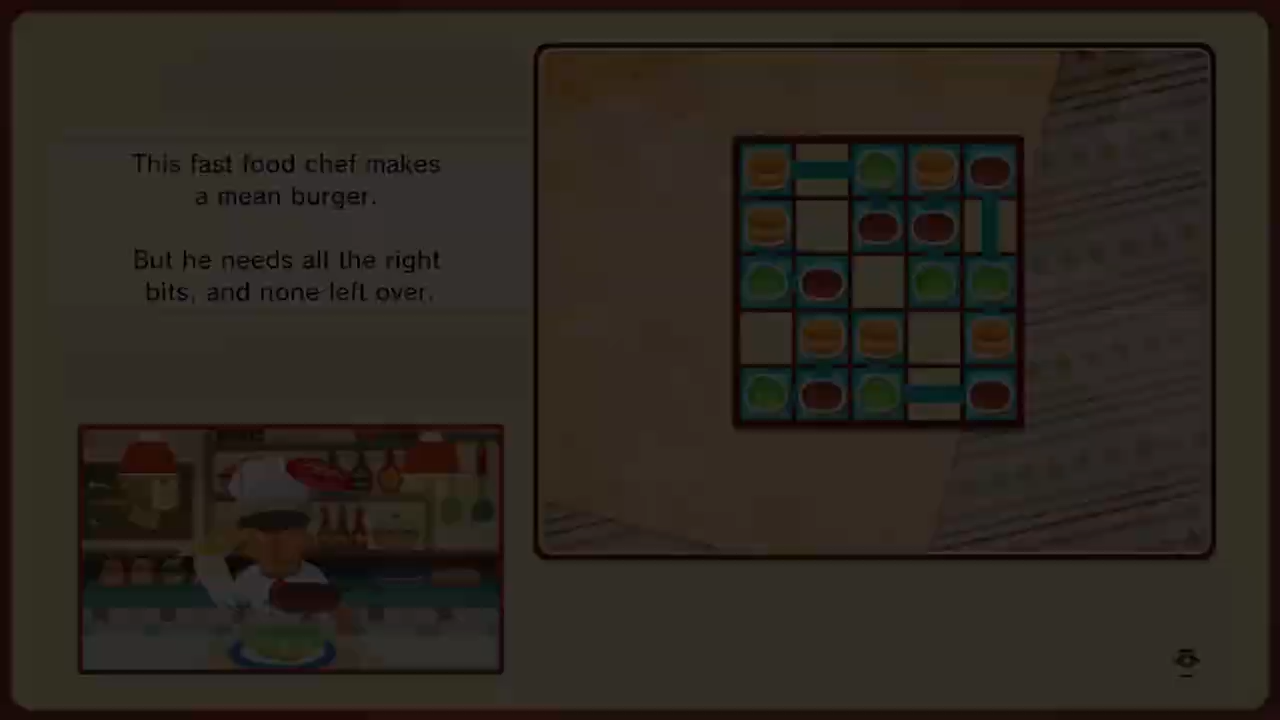 This fast food chef makes
a mean burger.
But he needs all the right
bits, and none left over.